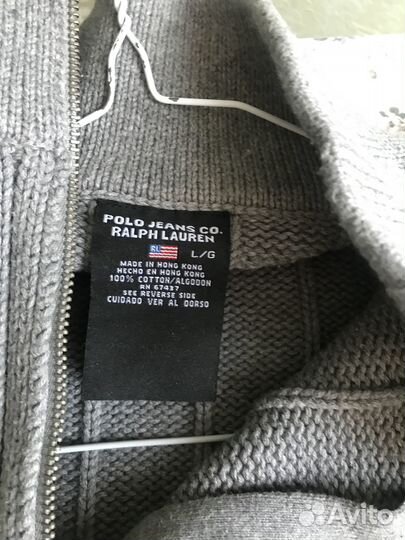 POLO JEANS CO.
RALPH LAUREN
RL L/G
MADE IN HONG KONG
HECHO EN HONG KONG
100% COTTON/ALGODON
RN 67437
SEE REVERSE SIDE
CUIDADO VER AL DORSO
Avito